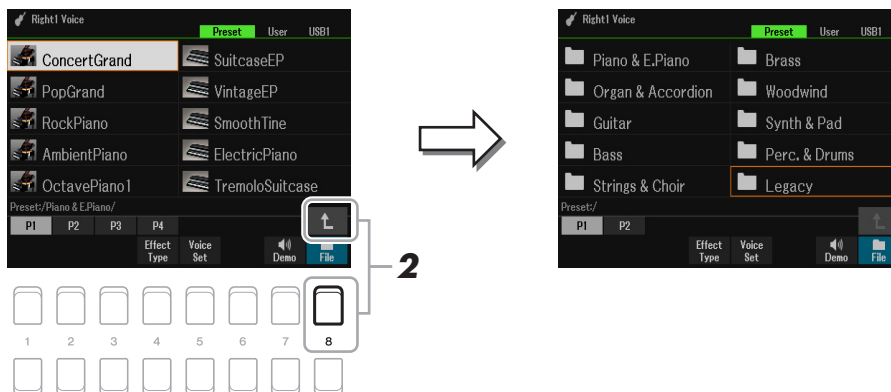 Right1 Voice
Preset User USB1
ConcertGrand SuitcaseEP
PopGrand VintageEP
RockPiano SmoothTine
AmbientPiano ElectricPiano
OctavePiano1 TremoloSuitcase
Preset:/Piano & E.Piano/
P1 P2 P3 P4
Effect Type Voice Set Demo File
2
1 2 3 4 5 6 7 8
Right1 Voice
Preset User USB1
Piano & E.Piano Brass
Organ & Accordion Woodwind
Guitar Synth & Pad
Bass Perc. & Drums
Strings & Choir Legacy
Preset:/
P1 P2
Effect Type Voice Set Demo File